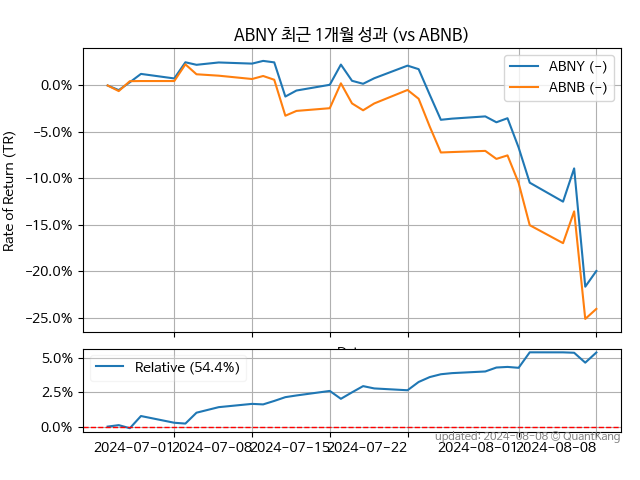 ABNY 최근 1개월 성과 (vs ABNB)
Rate of Return (TR)
0.0%
−5.0%
−10.0%
−15.0%
−20.0%
−25.0%
ABNY (-)
ABNB (-)
5.0%
2.5%
0.0%
Relative (54.4%)
updated: 2024-08-08 © QuantKang
2024-07-01 2024-07-08 2024-07-15 2024-07-22 2024-08-01 2024-08-08